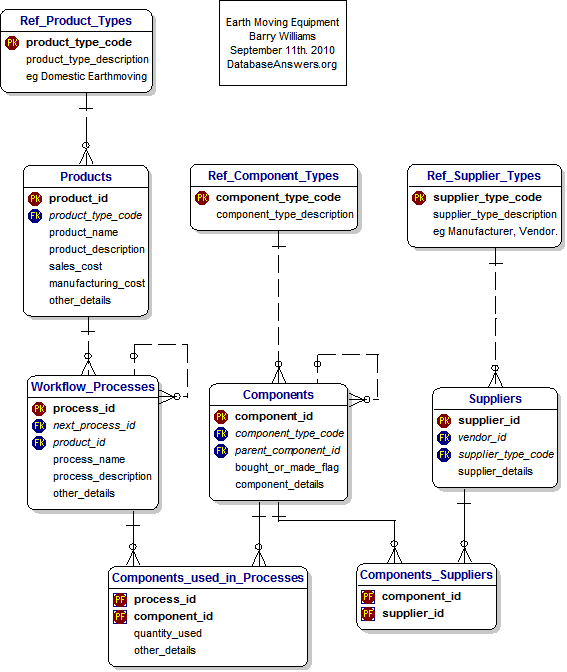 Ref_Product_Types
PK product_type_code
product_type_description
eg Domestic Earthmoving
Earth Moving Equipment
Barry Williams
September 11th. 2010
DatabaseAnswers.org
Products
PK product_id
FK product_type_code
product_name
product_description
sales_cost
manufacturing_cost
other_details
Ref_Component_Types
PK component_type_code
component_type_description
Ref_Supplier_Types
PK supplier_type_code
supplier_type_description
eg Manufacturer, Vendor.
Workflow_Processes
PK process_id
FK next_process_id
FK product_id
process_name
process_description
other_details
Components
PK component_id
FK component_type_code
FK parent_component_id
bought_or_made_flag
component_details
Suppliers
PK supplier_id
FK vendor_id
FK supplier_type_code
supplier_details
Components_used_in_Processes
PF process_id
PF component_id
quantity_used
other_details
Components_Suppliers
PF component_id
PF supplier_id